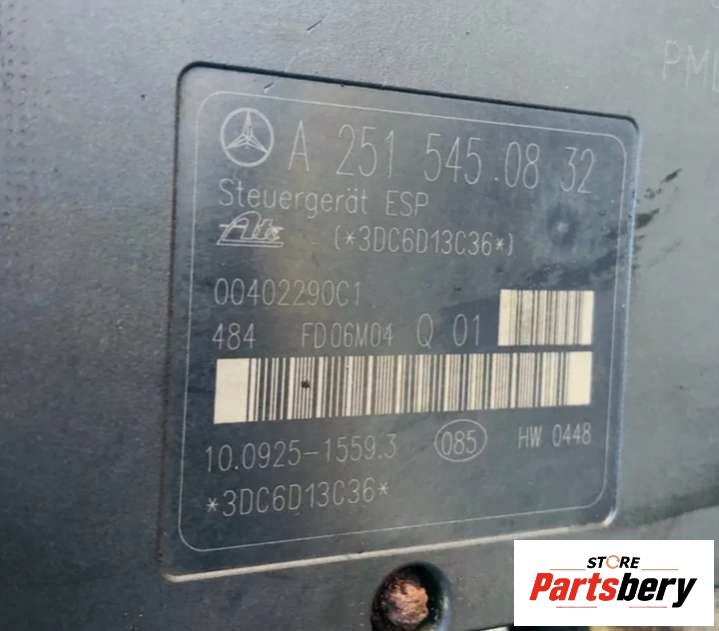 A 251 545 08 32
Steuergerät ESP
Ate (*3DC6D13C36*)
00402290C1
484 FD06M04 Q 01
10.0925-1559.3 085 HW 0448
*3DC6D13C36*
STORE
Partsbery